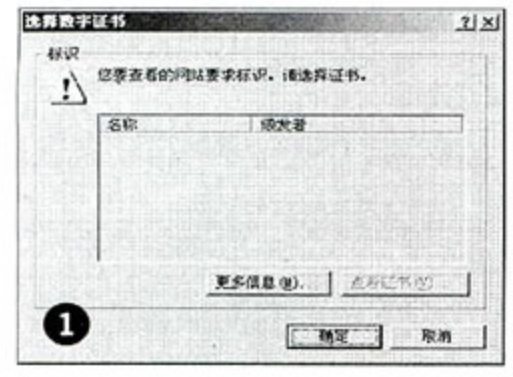 选择数字证书
标识
您要查看的网站要求标识。请选择证书。
名称 颁发者
更多信息(M)... 查看证书(V)...
确定 取消
1